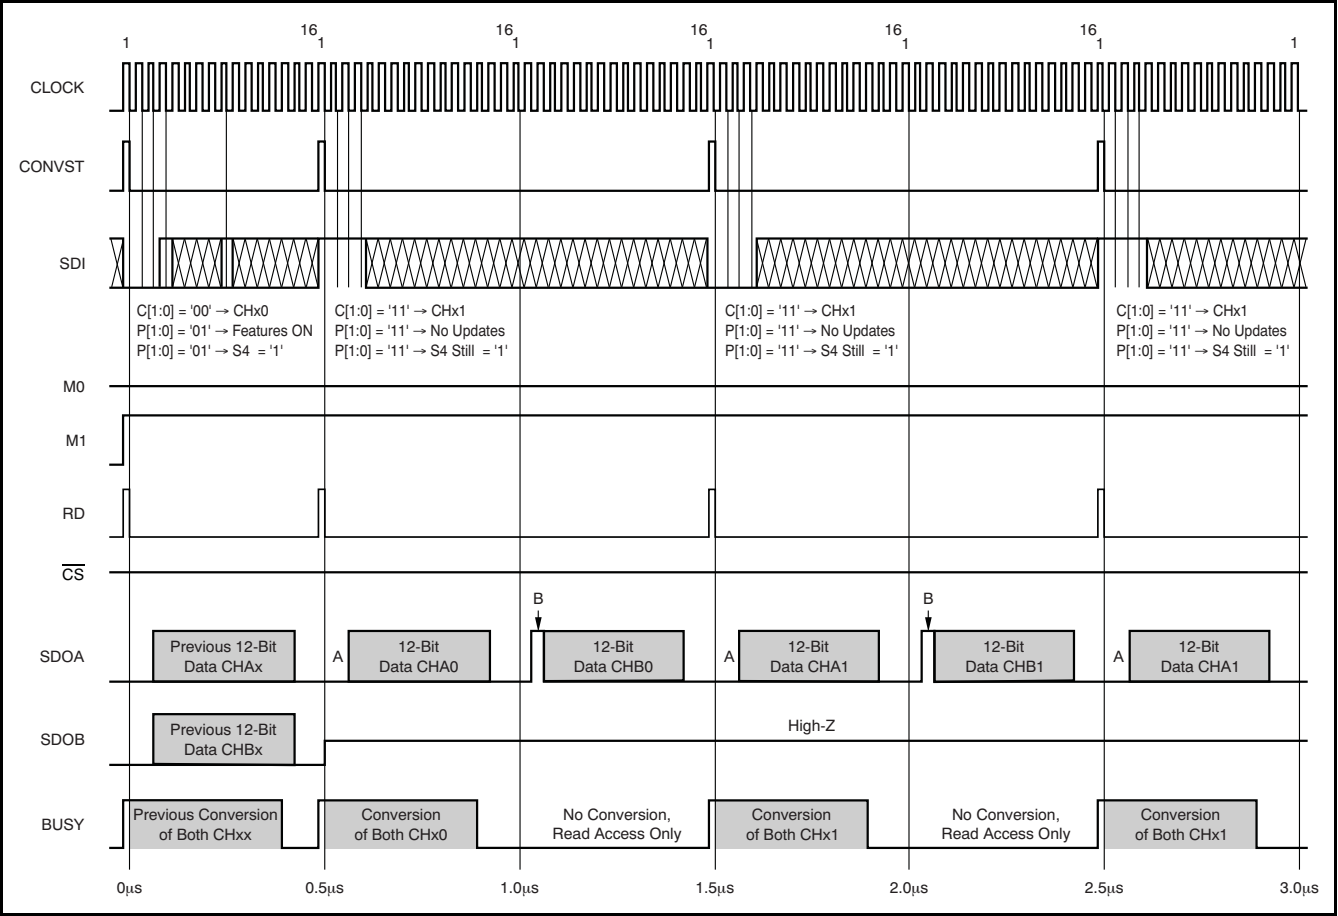 16 16 16 16 16
1 1 1 1 1 1 1
CLOCK
CONVST
SDI
C[1:0] = '00' → CHx0
P[1:0] = '01' → Features ON
P[1:0] = '01' → S4 = '1'
C[1:0] = '11' → CHx1
P[1:0] = '11' → No Updates
P[1:0] = '11' → S4 Still = '1'
C[1:0] = '11' → CHx1
P[1:0] = '11' → No Updates
P[1:0] = '11' → S4 Still = '1'
C[1:0] = '11' → CHx1
P[1:0] = '11' → No Updates
P[1:0] = '11' → S4 Still = '1'
M0
M1
RD
CS
B B
SDOA
Previous 12-Bit
Data CHAx
A
12-Bit
Data CHA0
12-Bit
Data CHB0
A
12-Bit
Data CHA1
12-Bit
Data CHB1
A
12-Bit
Data CHA1
SDOB
Previous 12-Bit
Data CHBx
High-Z
BUSY
Previous Conversion
of Both CHxx
Conversion
of Both CHx0
No Conversion,
Read Access Only
Conversion
of Both CHx1
No Conversion,
Read Access Only
Conversion
of Both CHx1
0μs 0.5μs 1.0μs 1.5μs 2.0μs 2.5μs 3.0μs